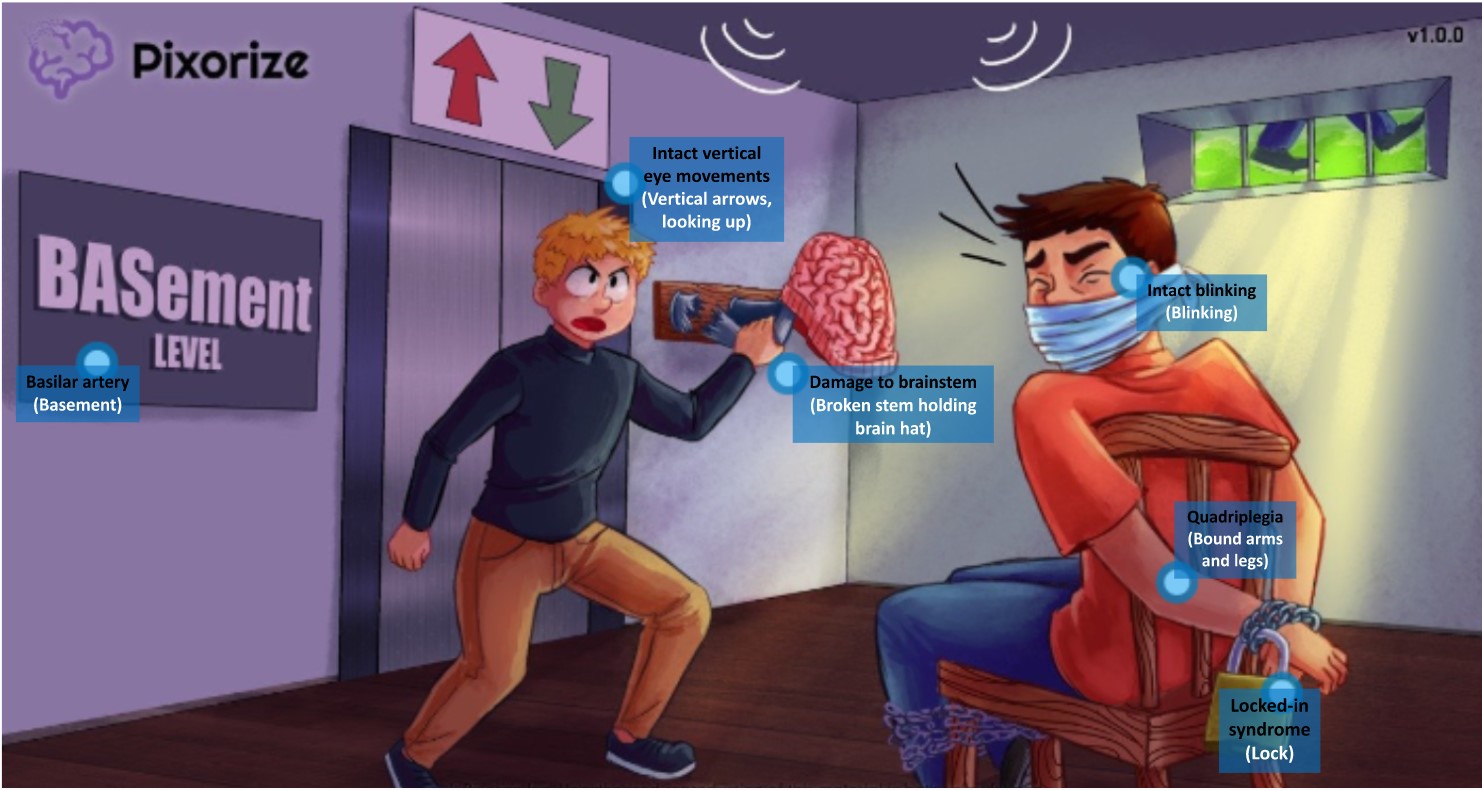 Pixorize
v1.0.0
Intact vertical
eye movements
(Vertical arrows,
looking up)
BASement
LEVEL
Basilar artery
(Basement)
Intact blinking
(Blinking)
Damage to brainstem
(Broken stem holding
brain hat)
Quadriplegia
(Bound arms
and legs)
Locked-in
syndrome
(Lock)